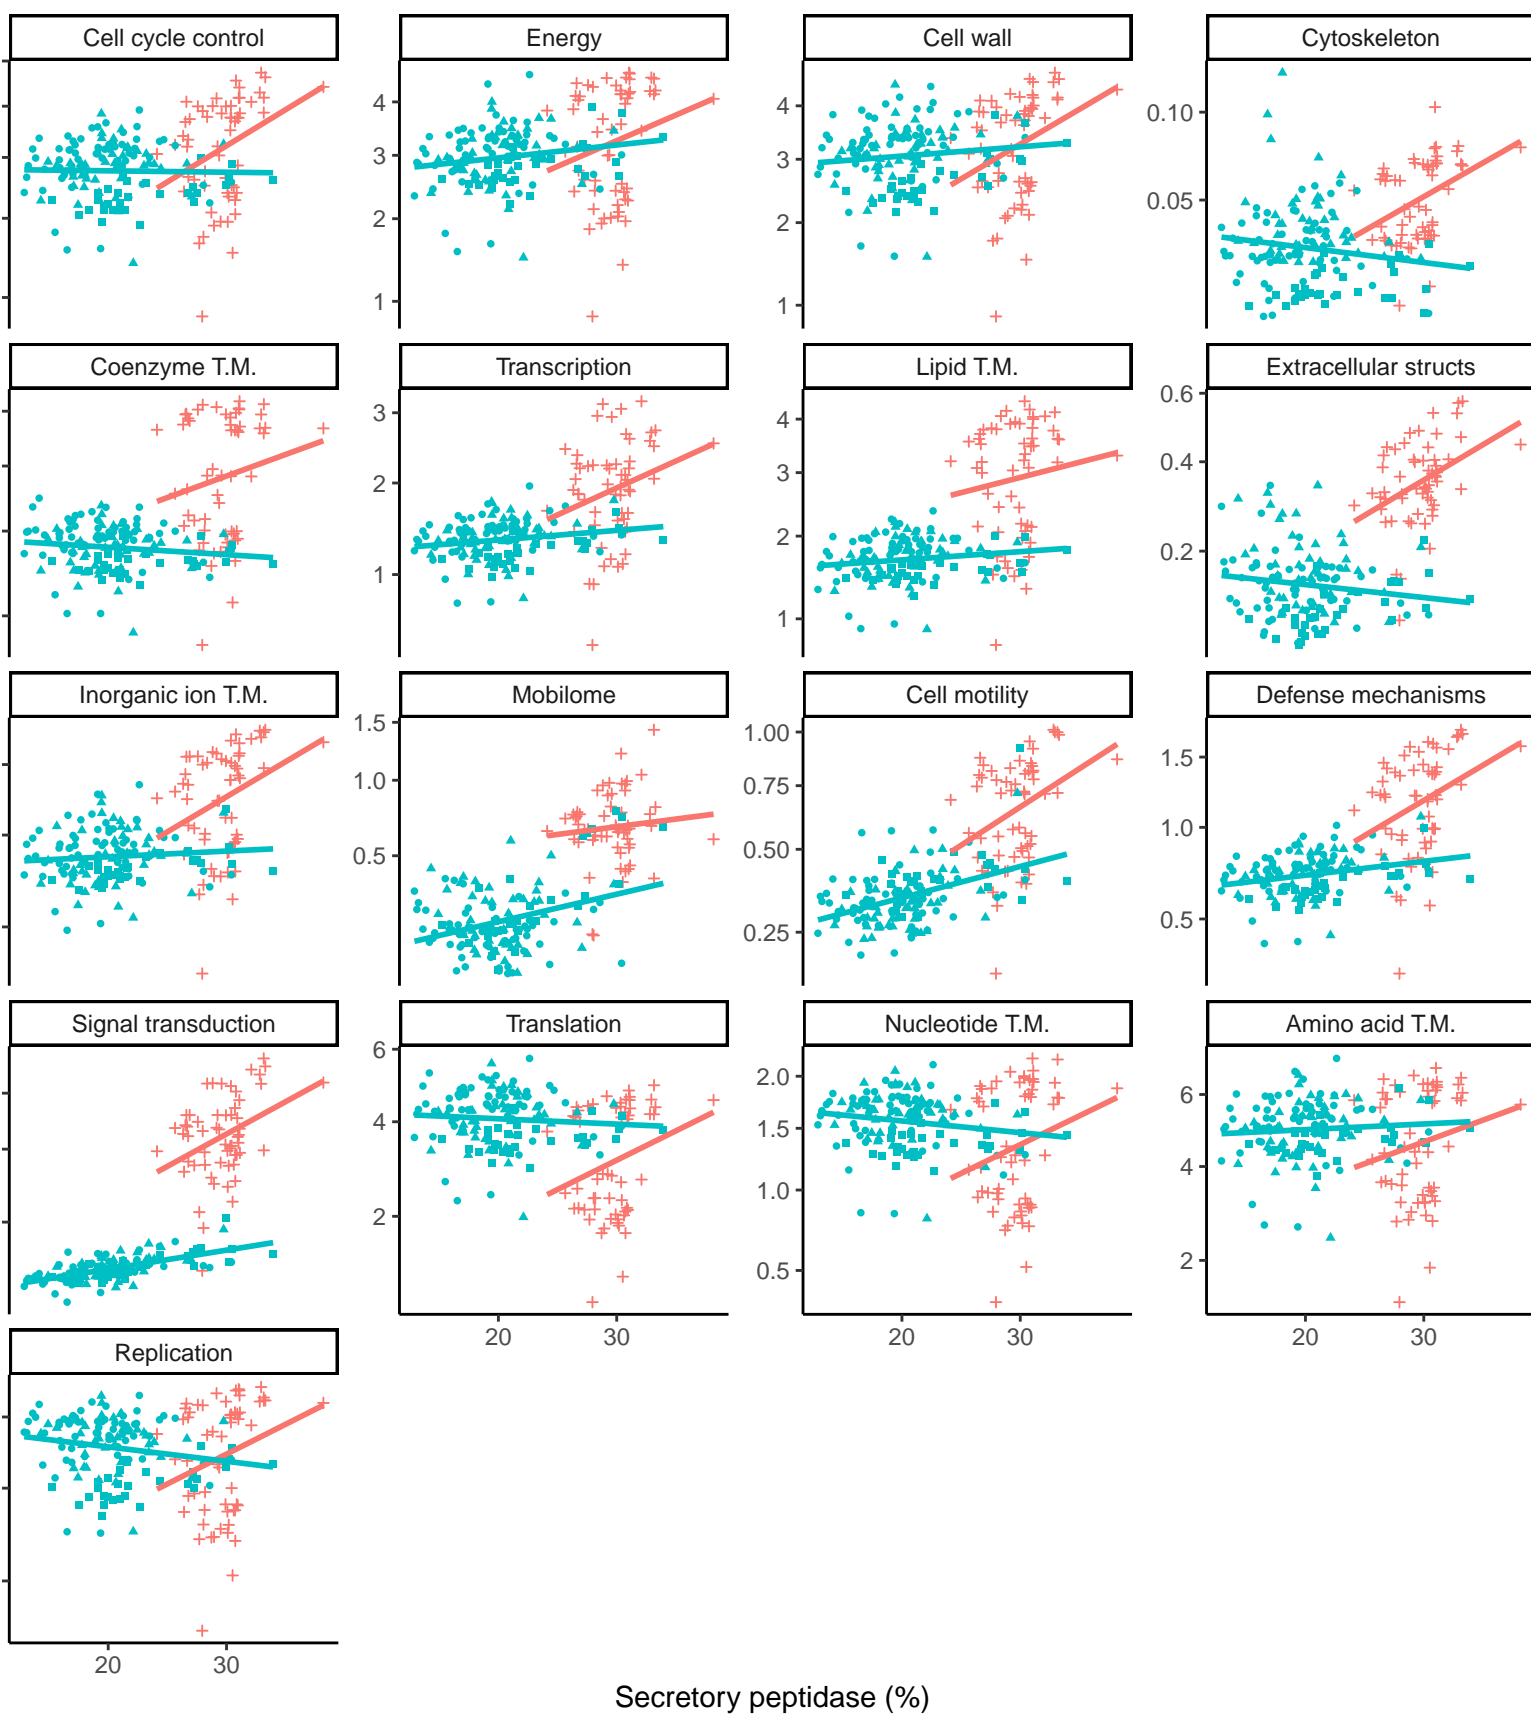 Cell cycle control
Energy
Cell wall
Cytoskeleton
4
3
2
1
4
3
2
1
0.10
0.05
Coenzyme T.M.
Transcription
Lipid T.M.
Extracellular structs
3
2
1
4
3
2
1
0.6
0.4
0.2
Inorganic ion T.M.
Mobilome
Cell motility
Defense mechanisms
1.5
1.0
0.5
1.00
0.75
0.50
0.25
1.5
1.0
0.5
Signal transduction
Translation
Nucleotide T.M.
Amino acid T.M.
6
4
2
2.0
1.5
1.0
0.5
6
4
2
20
30
20
30
20
30
Replication
20
30
Secretory peptidase (%)